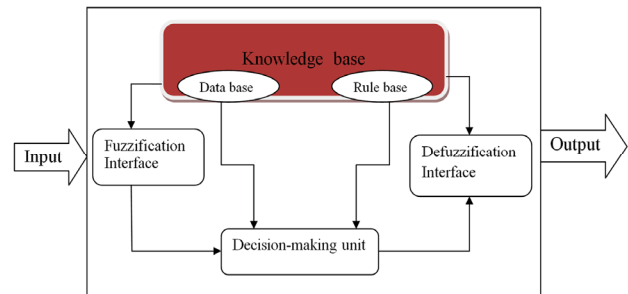 Knowledge base
Data base
Rule base
Input
Fuzzification
Interface
Defuzzification
Interface
Output
Decision-making unit